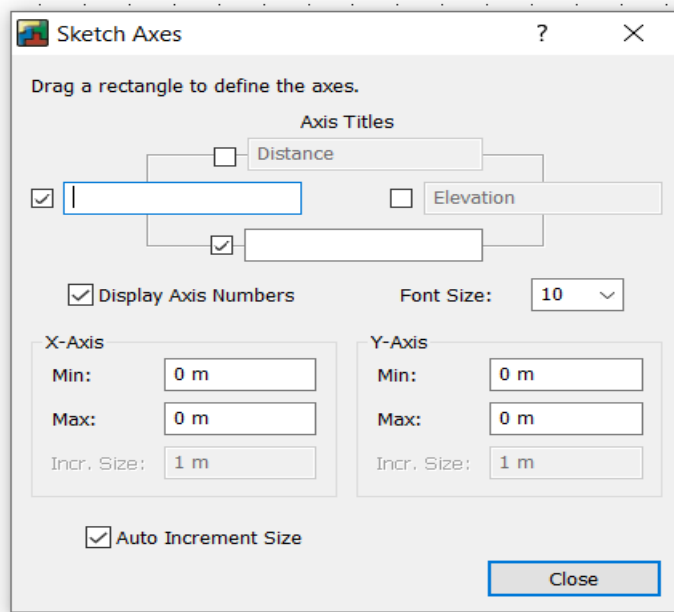 Sketch Axes
Drag a rectangle to define the axes.
Axis Titles
Distance
Elevation
Display Axis Numbers Font Size: 10
X-Axis Y-Axis
Min: 0 m Min: 0 m
Max: 0 m Max: 0 m
Incr. Size: 1 m Incr. Size: 1 m
Auto Increment Size
Close